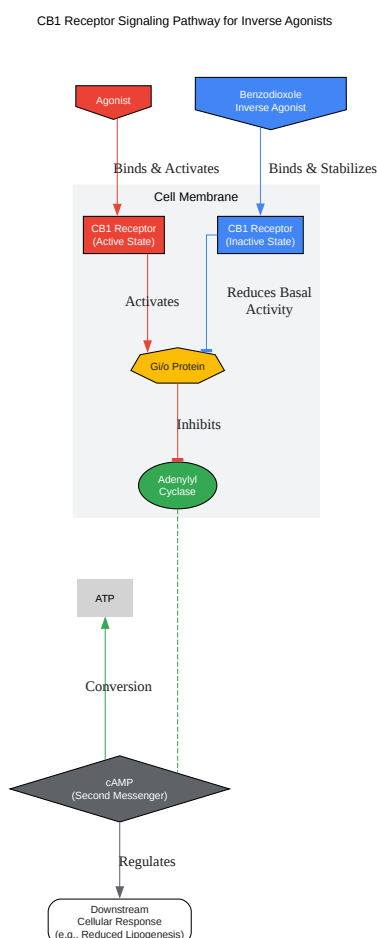 CB1 Receptor Signaling Pathway for Inverse Agonists
Agonist
Benzodioxole
Inverse Agonist
Binds & Activates
Binds & Stabilizes
Cell Membrane
CB1 Receptor
(Active State)
CB1 Receptor
(Inactive State)
Activates
Reduces Basal
Activity
Gi/o Protein
Inhibits
Adenylyl
Cyclase
ATP
Conversion
cAMP
(Second Messenger)
Regulates
Downstream
Cellular Response
(e.g., Reduced Lipogenesis)